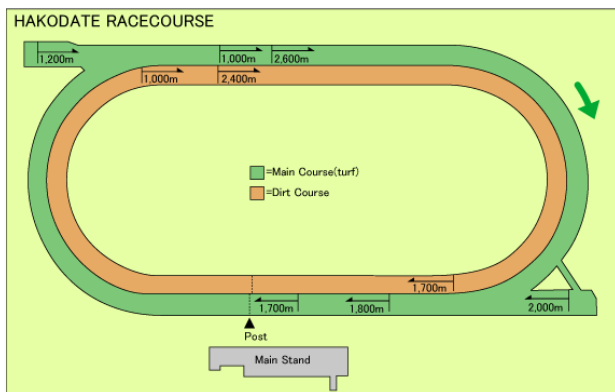 HAKODATE RACECOURSE
1,200m
1,000m
2,600m
1,000m
2,400m
=Main Course(turf)
=Dirt Course
1,700m
1,700m
1,800m
2,000m
Post
Main Stand